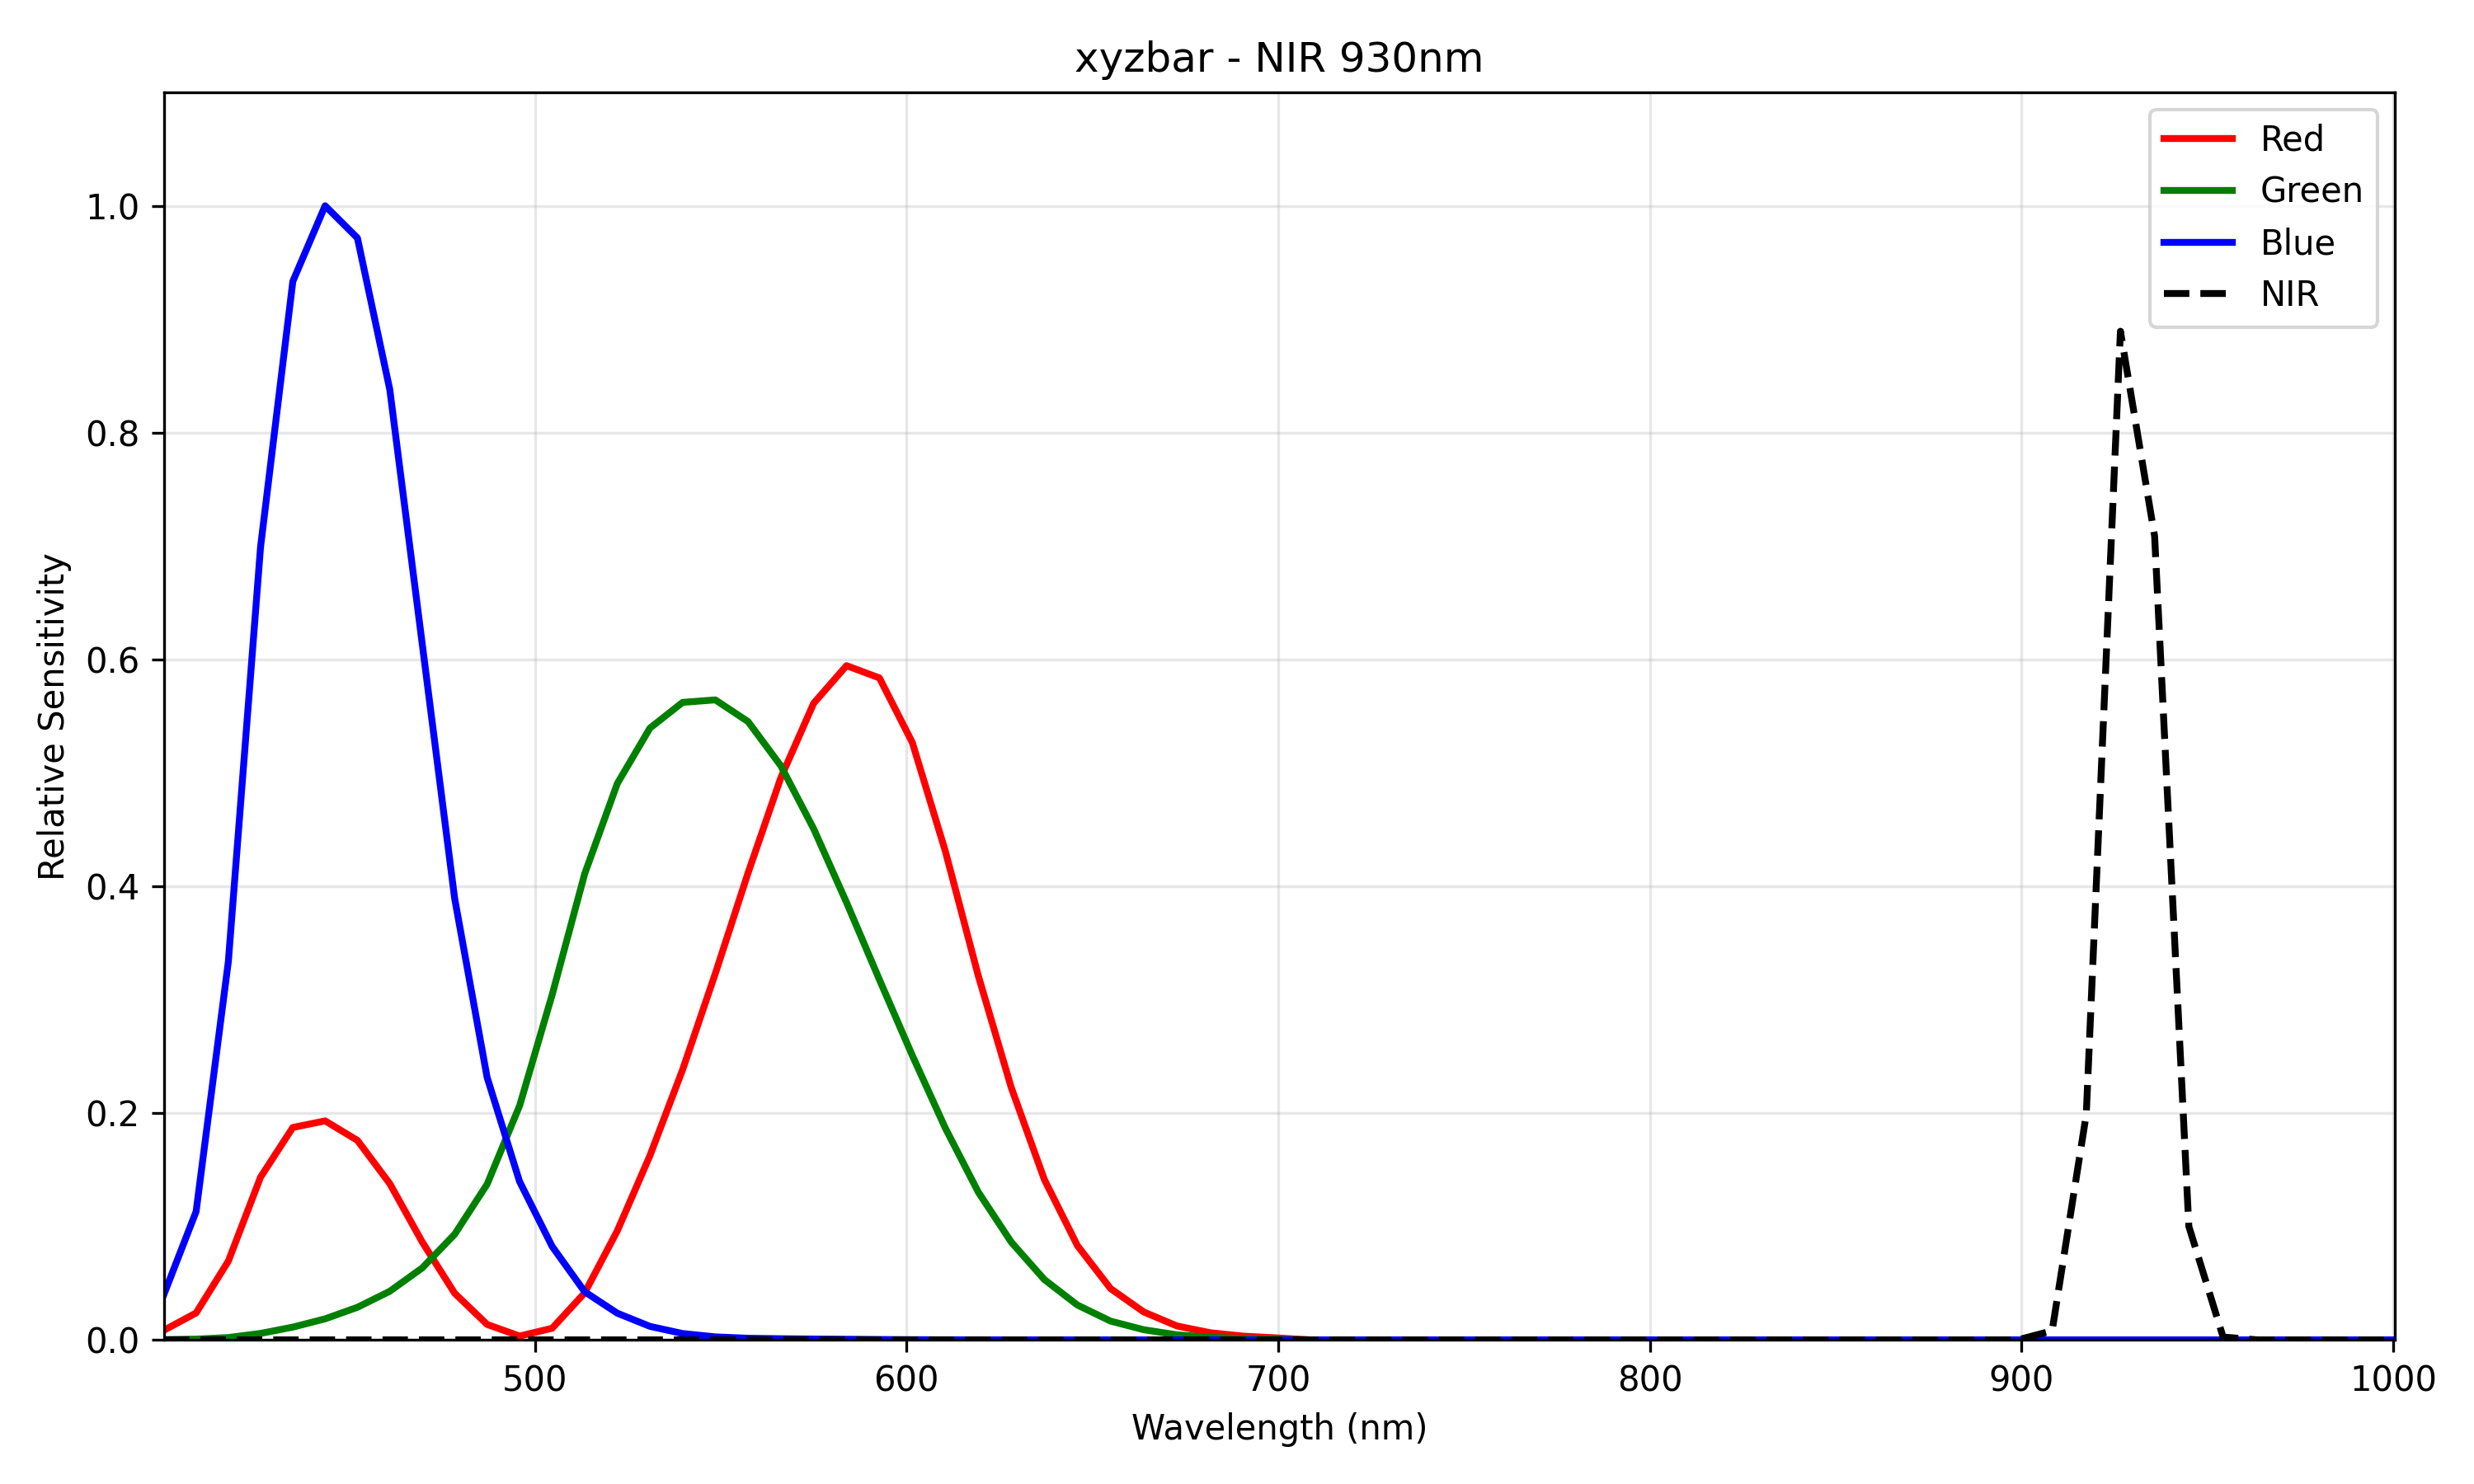 xyzbar - NIR 930nm
Red
Green
Blue
NIR
1.0
0.8
0.6
0.4
0.2
0.0
Relative Sensitivity
500 600 700 800 900 1000
Wavelength (nm)